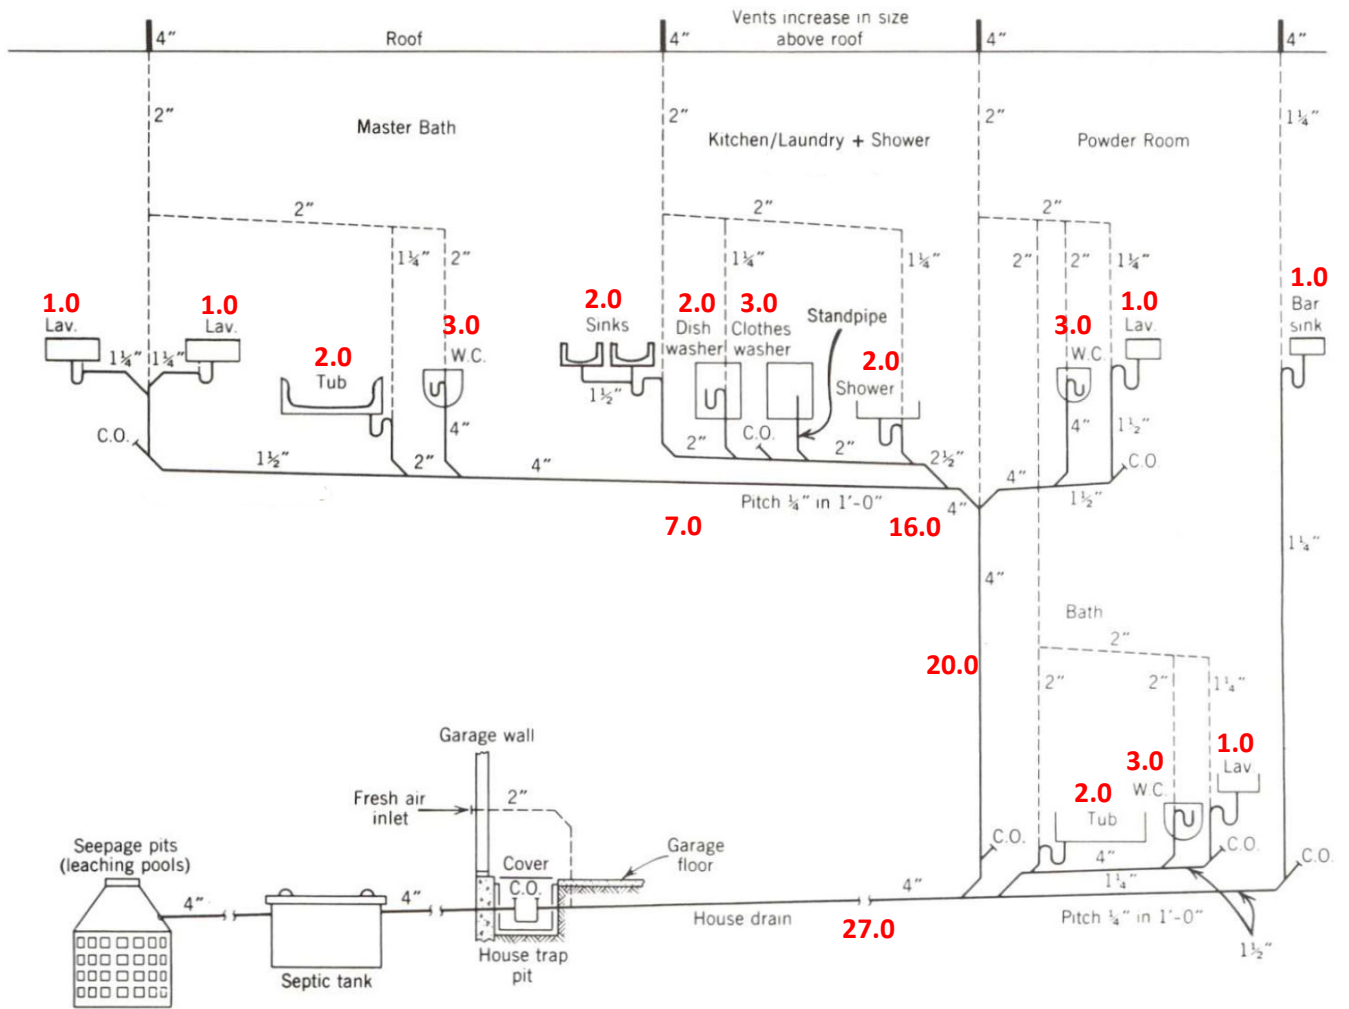 Vents increase in size
above roof
4″
Roof
4″
4″
4″
2″
2″
2″
1¼″
Master Bath
Kitchen/Laundry + Shower
Powder Room
2″
2″
2″
1¼″
2″
1¼″
1¼″
2″
2″
1¼″
1.0
Lav.
1.0
Lav.
2.0
Tub
3.0
W.C.
2.0
Sinks
2.0
Dish
washer
3.0
Clothes
washer
Standpipe
2.0
Shower
3.0
W.C.
1.0
Lav.
1.0
Bar
sink
1¼″
1¼″
1½″
4″
4″
1½″
C.O.
C.O.
C.O.
1½″
2″
4″
2″
2″
2½″
4″
1½″
Pitch ¼″ in 1'-0″
4″
7.0
16.0
4″
1¼″
Bath
2″
20.0
2″
2″
1¼″
Garage wall
Fresh air
inlet
2″
2.0
Tub
3.0
W.C.
1.0
Lav
Seepage pits
(leaching pools)
Cover
C.O.
Garage
floor
C.O.
4″
C.O.
C.O.
1¼″
4″
4″
4″
House drain
27.0
Pitch ¼″ in 1'-0″
1½″
Septic tank
House trap
pit